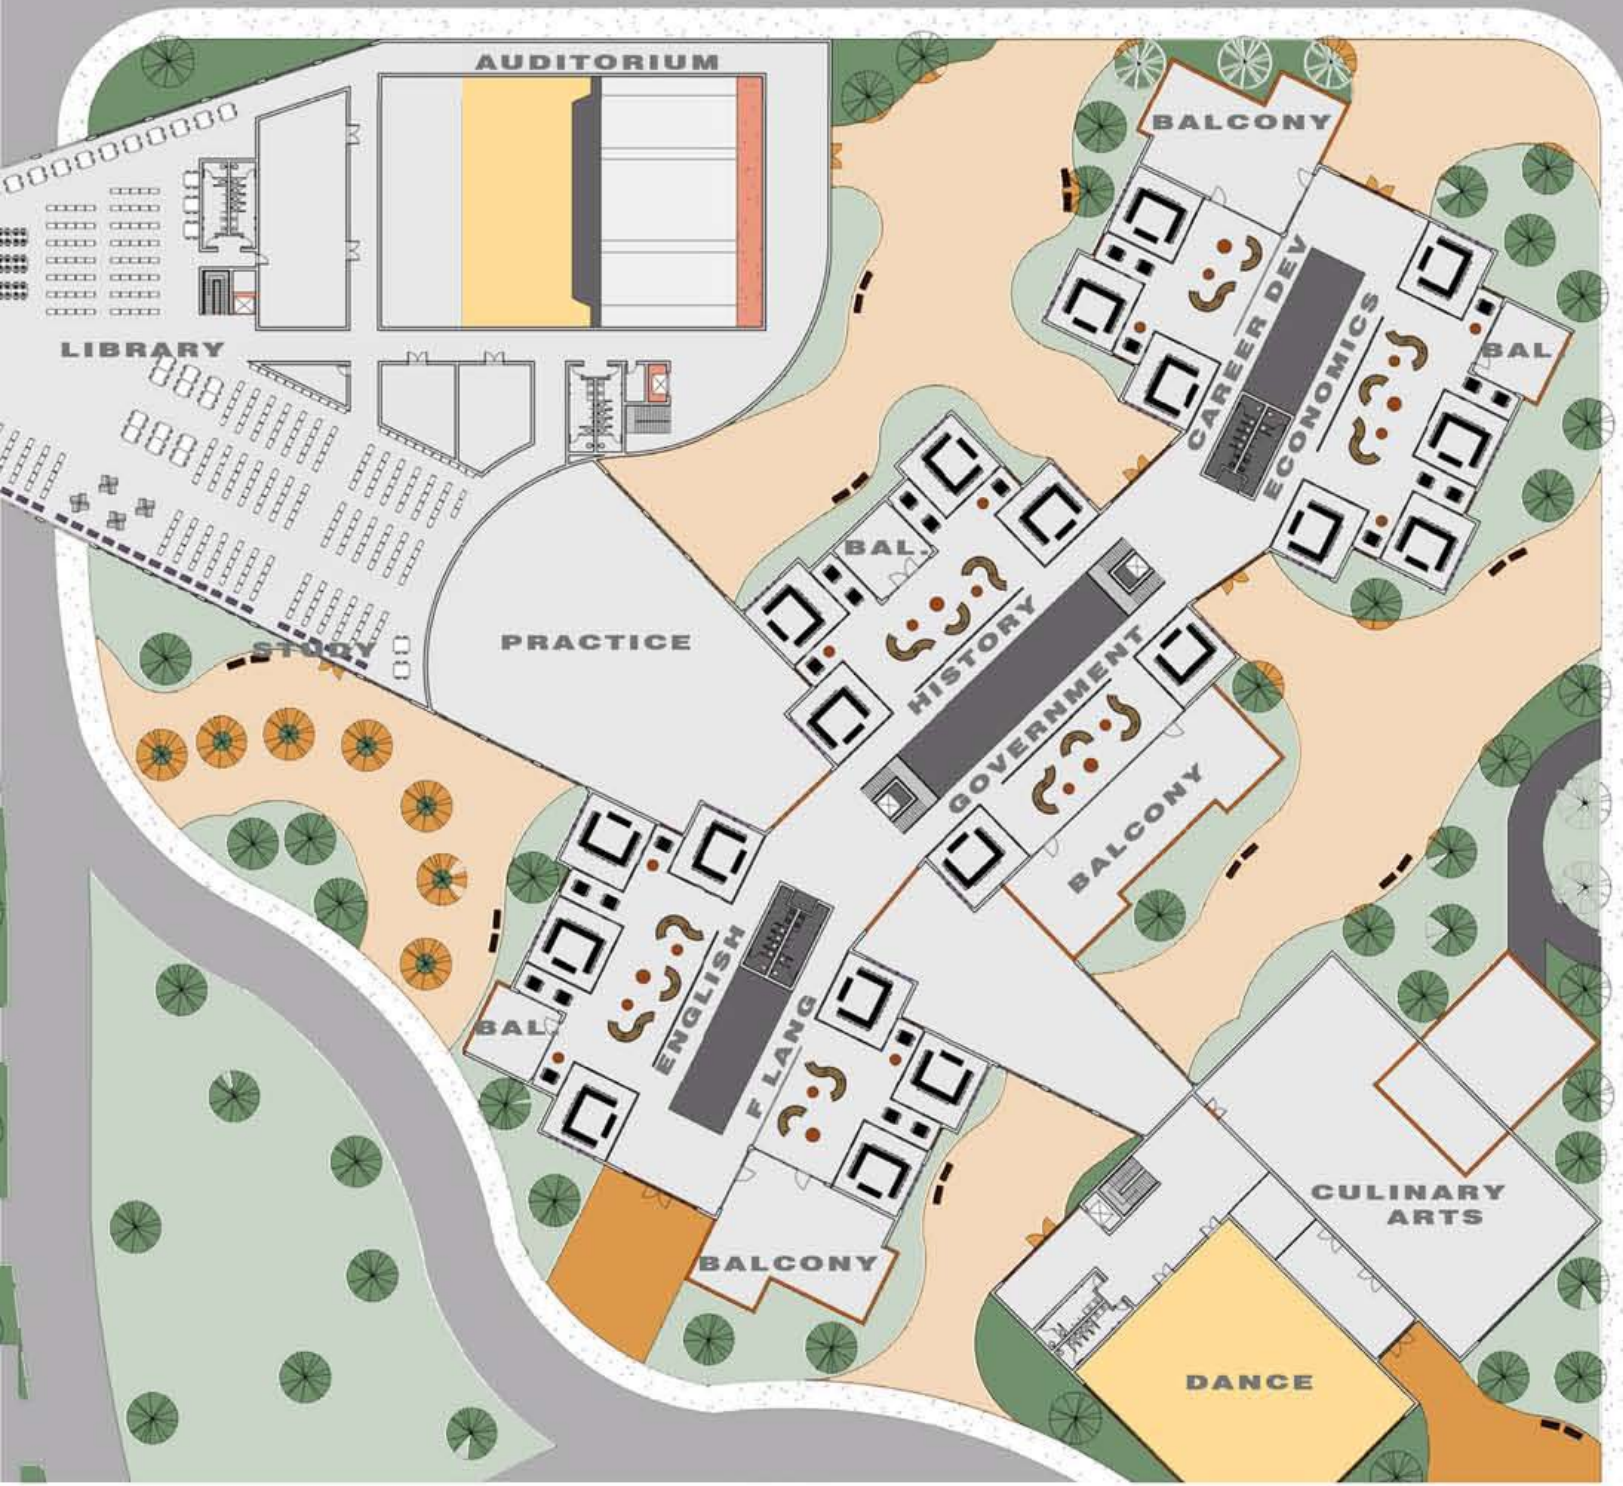 AUDITORIUM
BALCONY
LIBRARY
CAREER DEV
ECONOMICS
BAL
BAL.
PRACTICE
STUDY
HISTORY
GOVERNMENT
BALCONY
ENGLISH
F LANG
BAL.
CULINARY
ARTS
BALCONY
DANCE